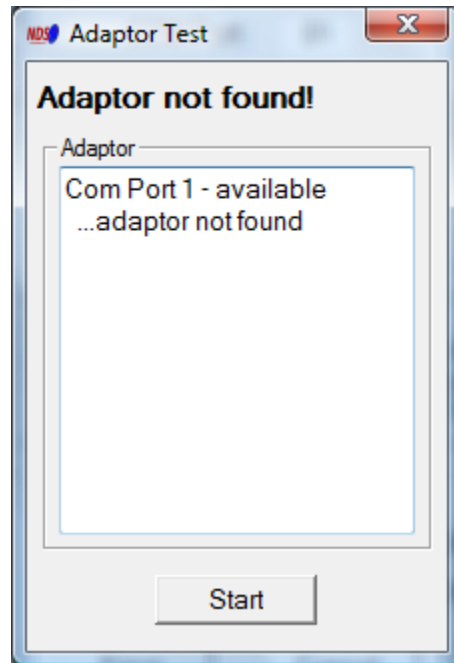 NDS Adaptor Test
Adaptor not found!
Adaptor
Com Port 1 - available
...adaptor not found
Start